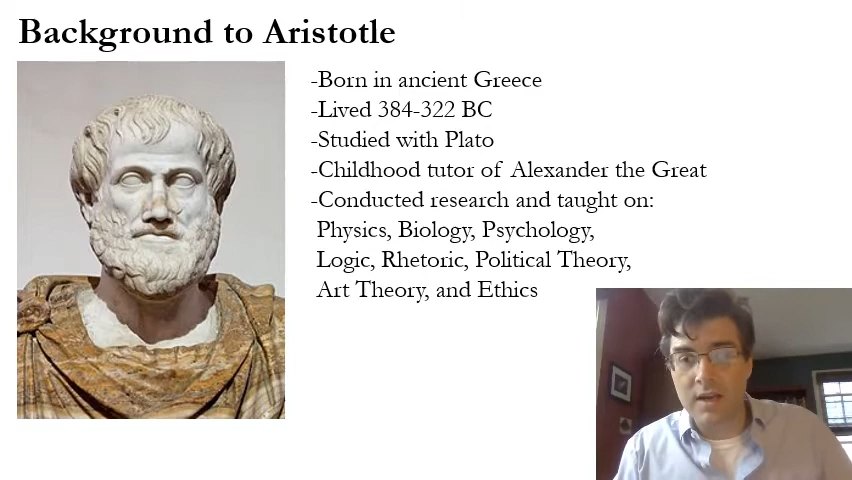 Background to Aristotle
-Born in ancient Greece
-Lived 384-322 BC
-Studied with Plato
-Childhood tutor of Alexander the Great
-Conducted research and taught on:
Physics, Biology, Psychology,
Logic, Rhetoric, Political Theory,
Art Theory, and Ethics